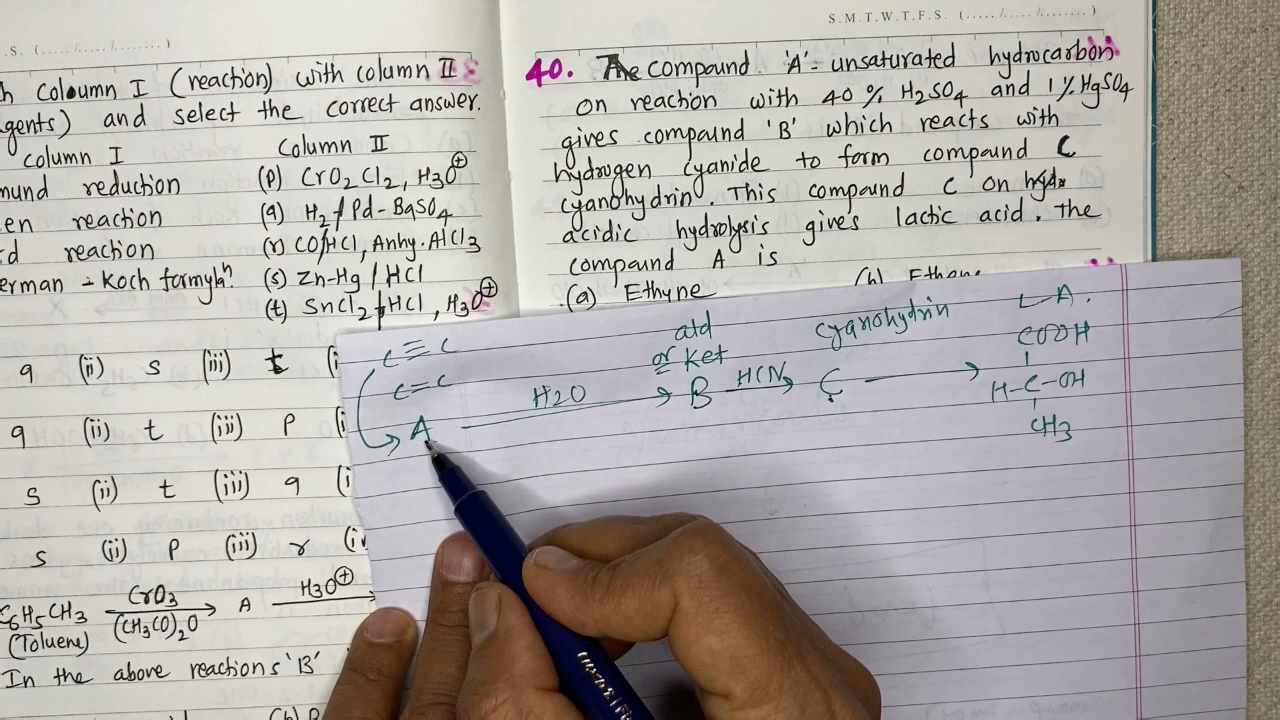 .S. (...../...../........)
h coloumn I (reaction) with column II
gents) and select the correct answer.
column I Column II
mund reduction (p) CrO2Cl2, H3O⊕
en reaction (q) H2/Pd-BaSO4
d reaction (r) CO/HCl, Anhy.AlCl3
erman - Koch formylⁿ. (s) Zn-Hg / HCl
(t) SnCl2 + HCl, H3O⊕
q (ii) s (iii) t (i
q (ii) t (iii) p (i
s (ii) t (iii) q (i
s (ii) p (iii) r (iv
C6H5CH3 CrO3 A H3O⊕
(Toluene) (CH3CO)2O
In the above reactions 'B'
S.M.T.W.T.F.S. (...../...../........)
40. The compound 'A' - unsaturated hydrocarbon
on reaction with 40% H2SO4 and 1% HgSO4
gives compound 'B' which reacts with
hydrogen cyanide to form compound C
cyanohydrin. This compound C on
acidic hydrolysis gives lactic acid. The
compound A is
(a) Ethyne (b) Ethane
C≡C
C=C
A H2O → B HCN → C →
ald
or ket
cyanohydrin
L A.
COOH
H-C-OH
CH3